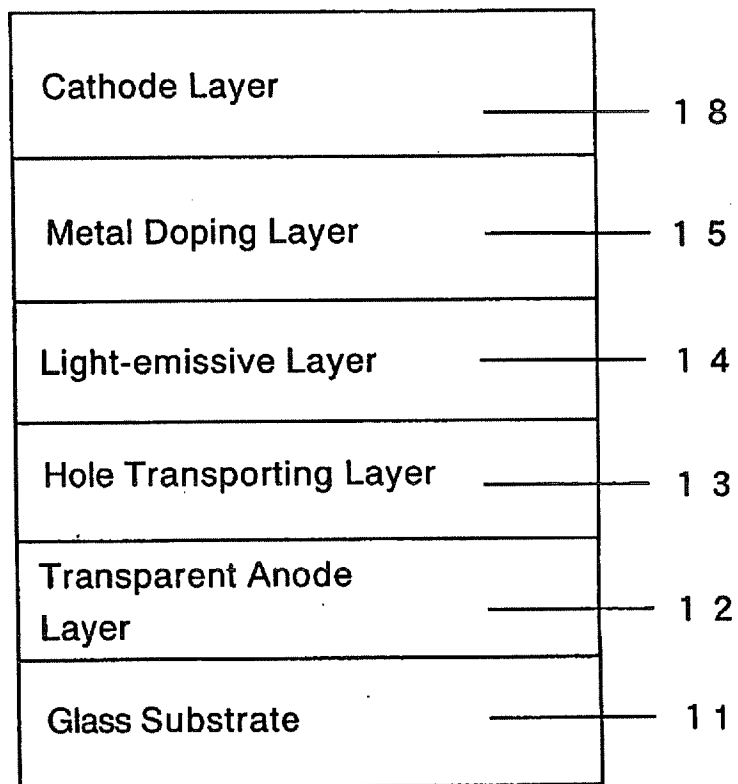 Cathode Layer
18
Metal Doping Layer
15
Light-emissive Layer
14
Hole Transporting Layer
13
Transparent Anode
Layer
12
Glass Substrate
11